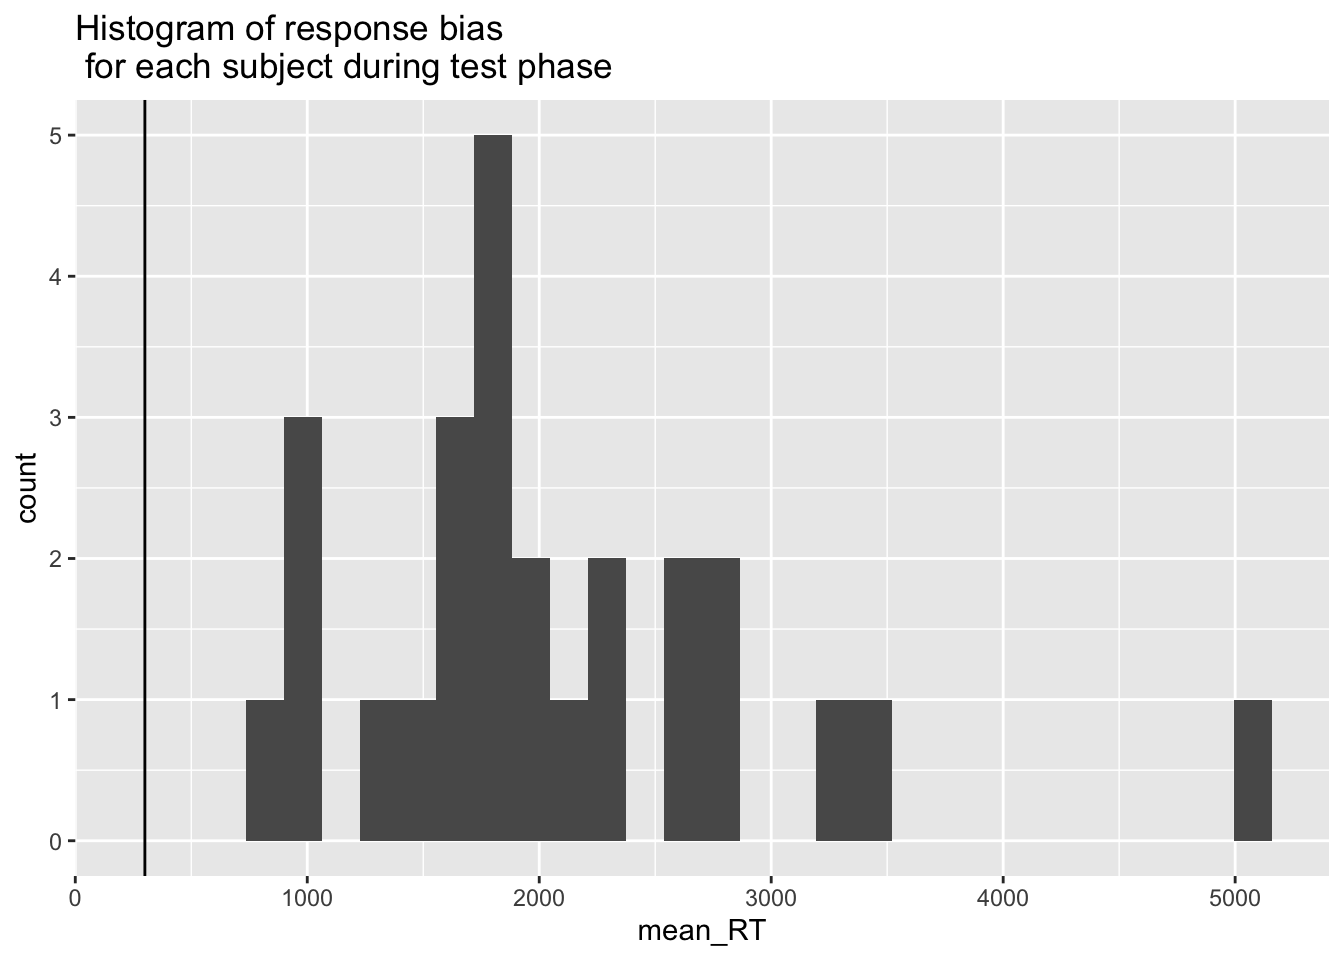 Histogram of response bias
for each subject during test phase
5
4
3
2
1
0
count
0 1000 2000 3000 4000 5000
mean_RT